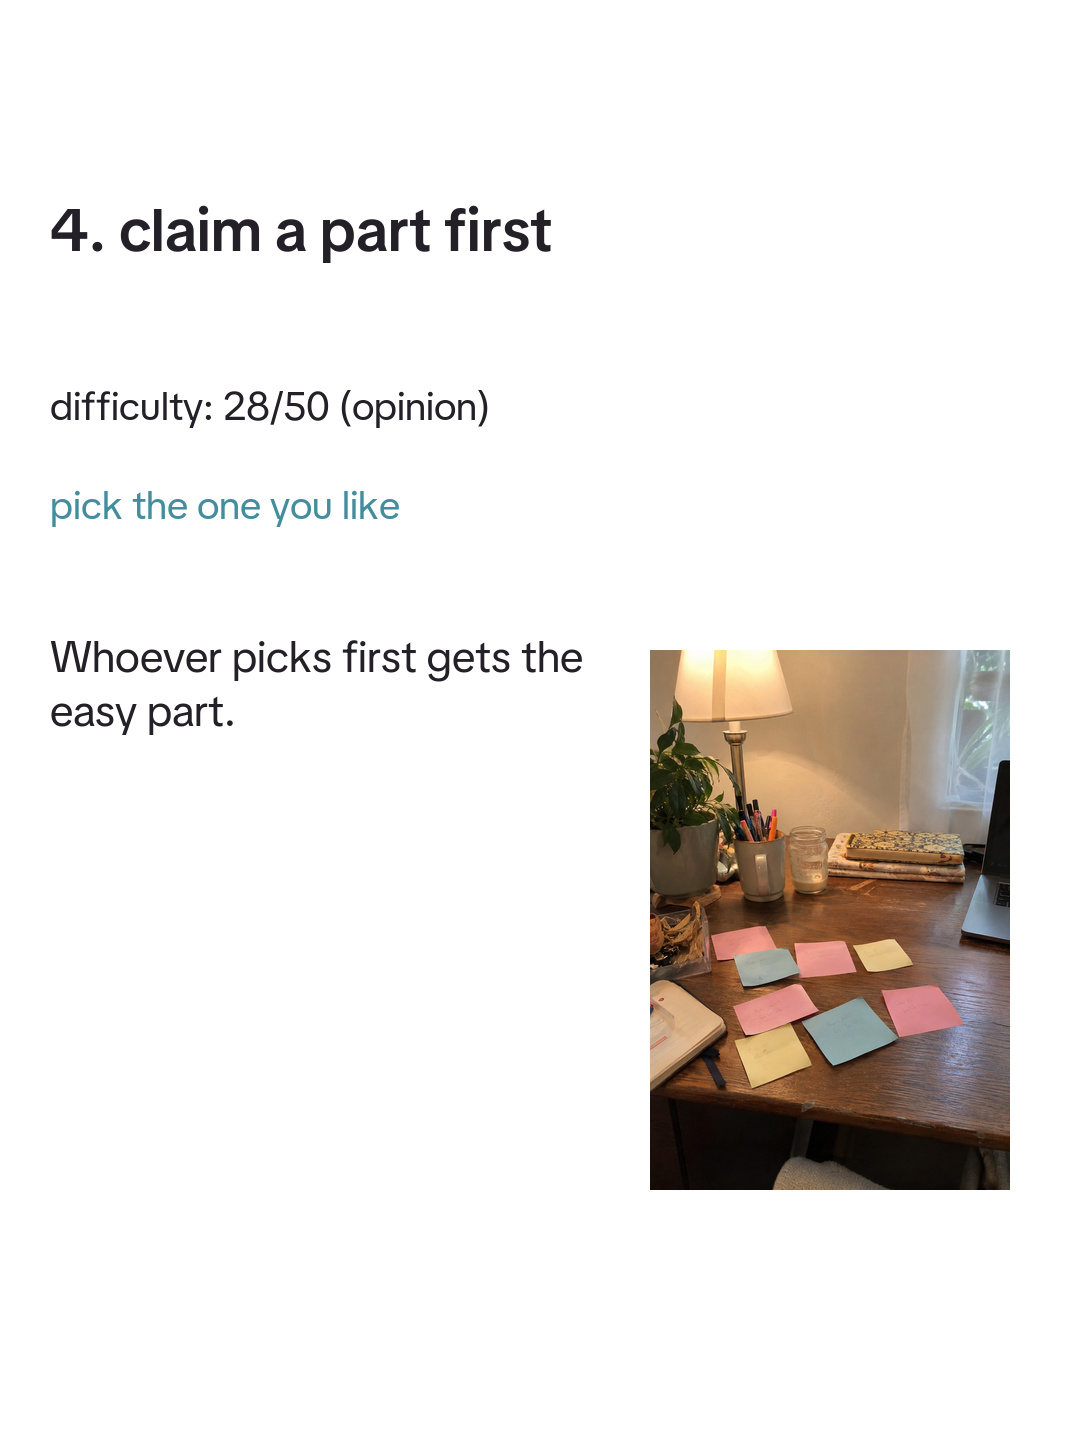 4. claim a part first
difficulty: 28/50 (opinion)
pick the one you like
Whoever picks first gets the
easy part.